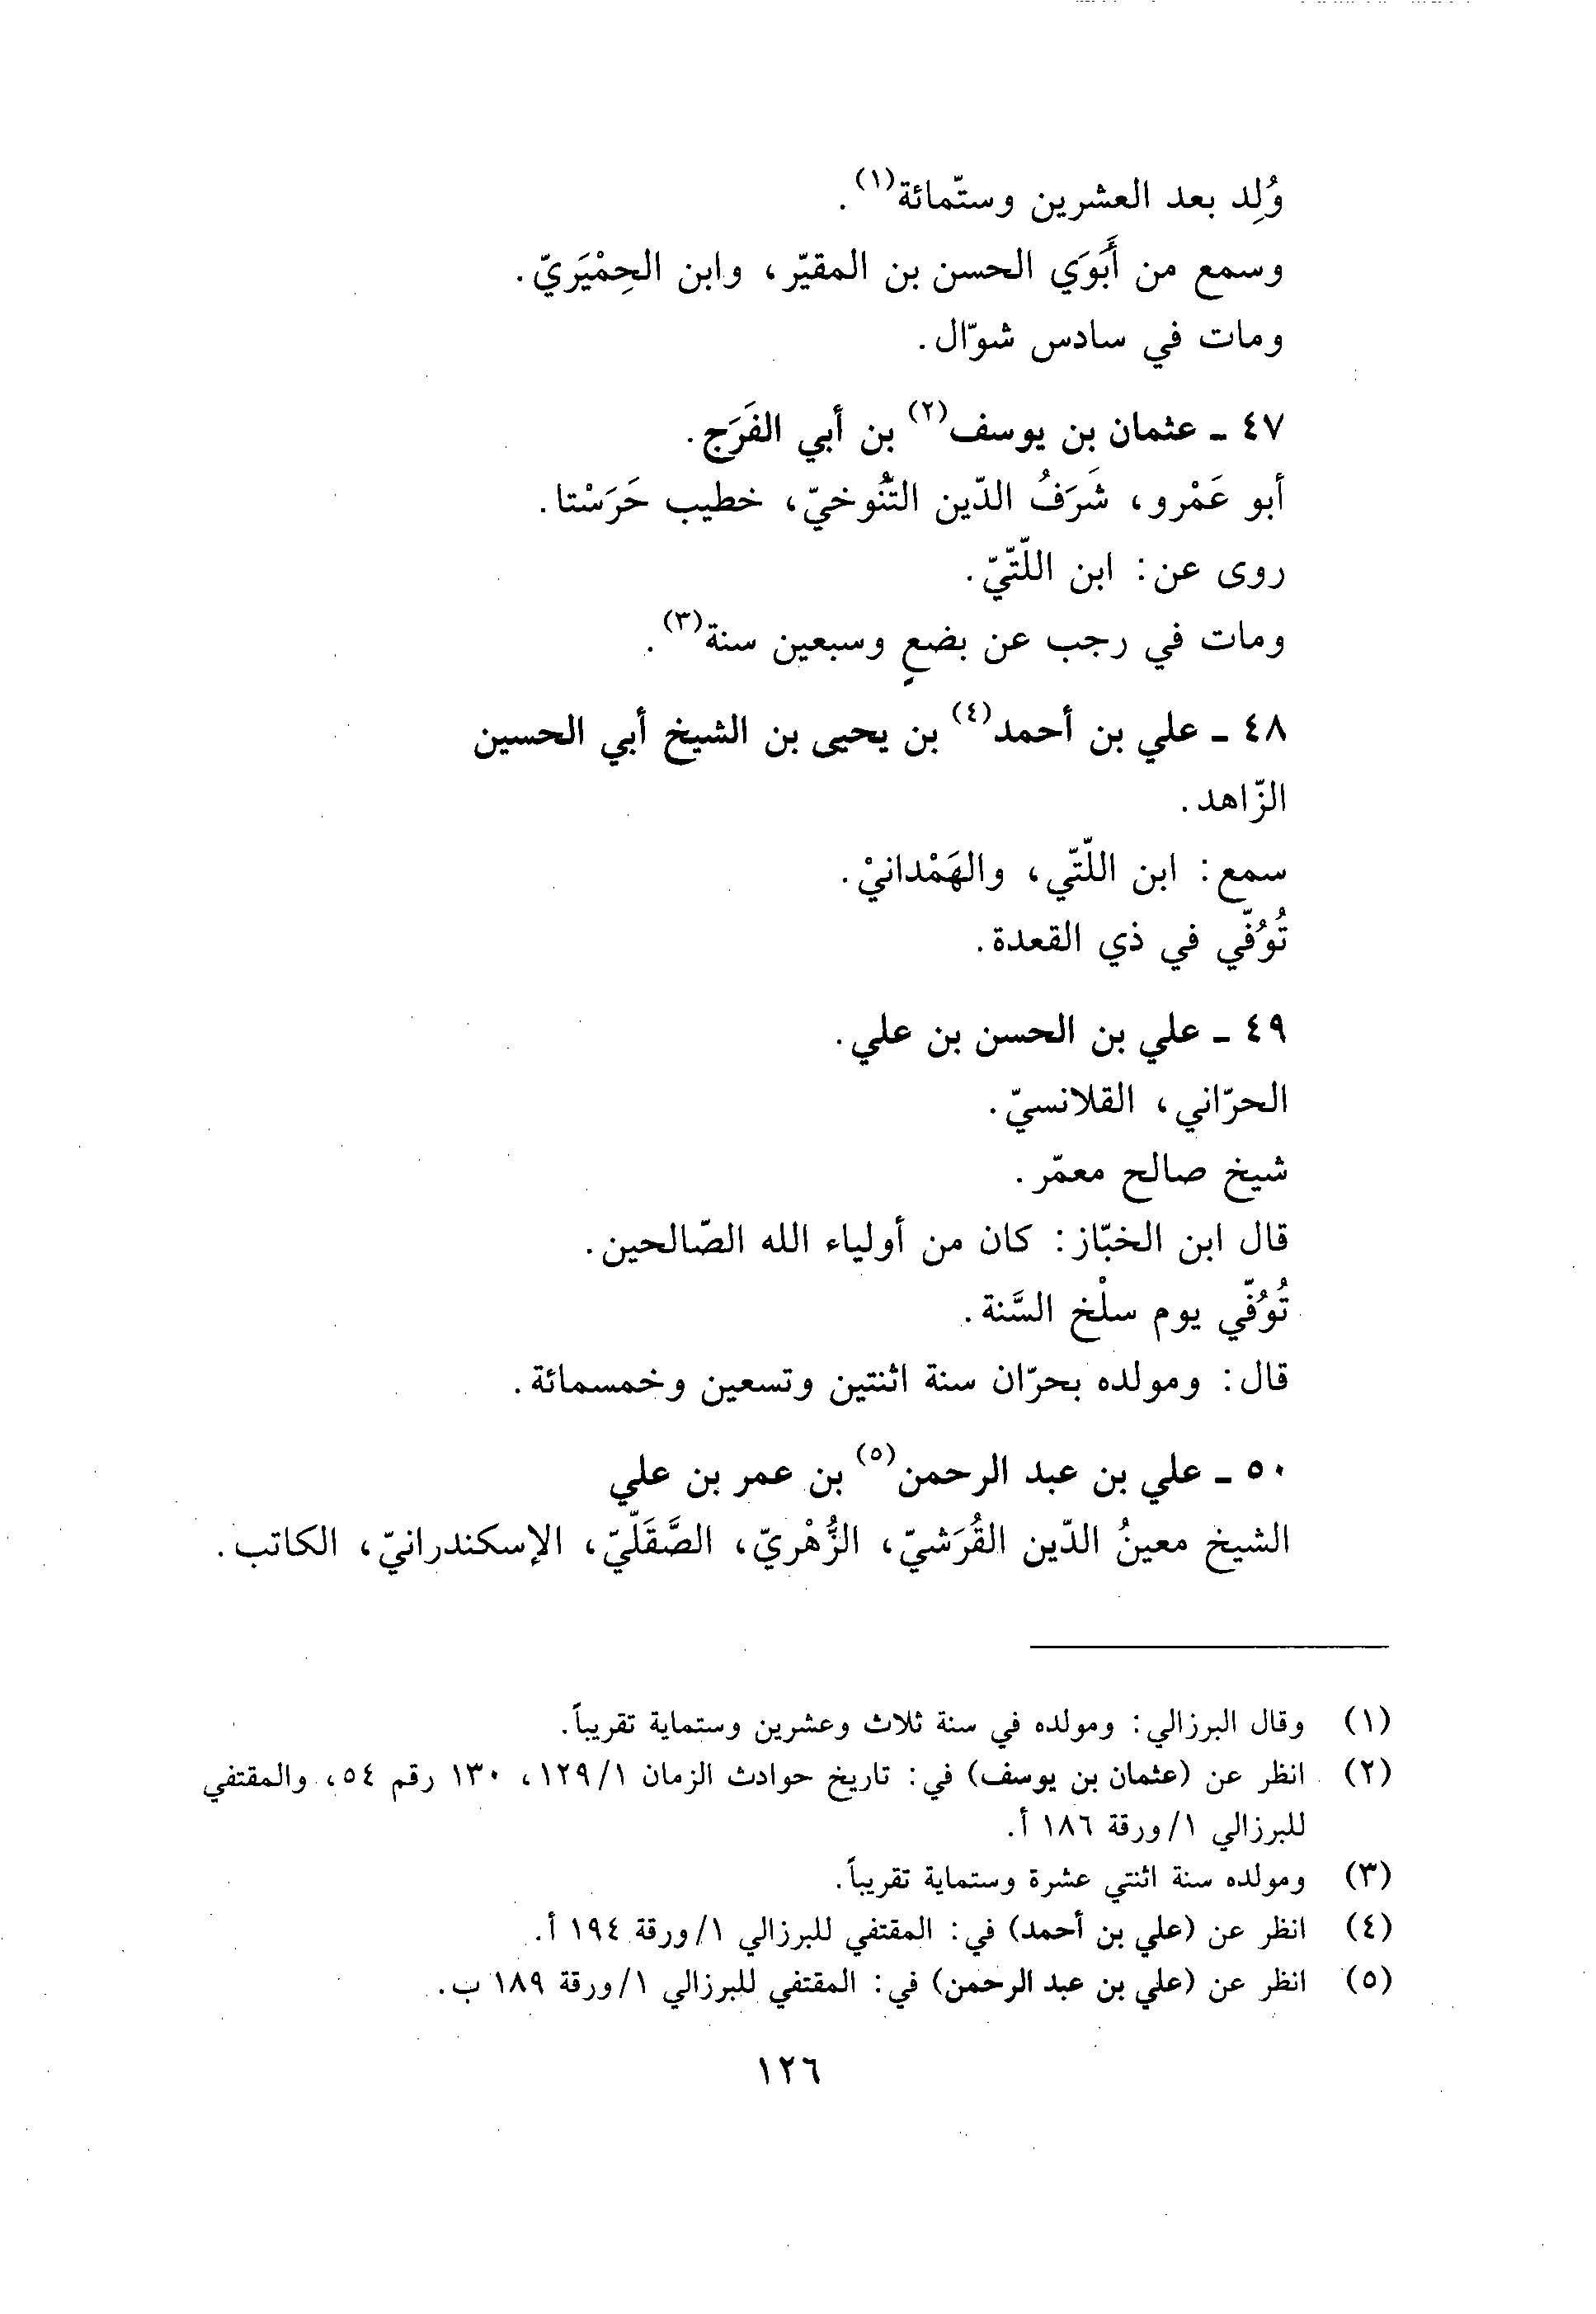 وُلِد بعد العشرين وستّمائة(١).
وسمع من أَبَوَي الحسن بن المقيّر، وابن الحِمْيَريّ.
ومات في سادس شوّال.
٤٧ ـ عثمان بن يوسف(٢) بن أبي الفَرَج.
أبو عَمْرو، شَرَفُ الدّين التَّنُوخيّ، خطيب حَرَسْتا.
روى عن: ابن اللّتّيّ.
ومات في رجب عن بضعٍ وسبعين سنة(٣).
٤٨ ـ علي بن أحمد(٤) بن يحيى بن الشيخ أبي الحسين
الزّاهد.
سمع: ابن اللّتّي، والهَمْدانيْ.
تُوُفّي في ذي القعدة.
٤٩ ـ علي بن الحسن بن علي.
الحرّاني، القلانسيّ.
شيخ صالح معمّر.
قال ابن الخبّاز: كان من أولياء الله الصّالحين.
تُوُفّي يوم سلْخ السَّنة.
قال: ومولده بحرّان سنة اثنتين وتسعين وخمسمائة.
٥٠ ـ علي بن عبد الرحمن(٥) بن عمر بن علي
الشيخ معينُ الدّين القُرَشيّ، الزُّهْريّ، الصَّقَلّيّ، الإسكندرانيّ، الكاتب.
(١) وقال البرزالي: ومولده في سنة ثلاث وعشرين وستماية تقريباً.
(٢) انظر عن (عثمان بن يوسف) في: تاريخ حوادث الزمان ١/١٢٩، ١٣٠ رقم ٥٤، والمقتفي
للبرزالي ١/ورقة ١٨٦ أ.
(٣) ومولده سنة اثنتي عشرة وستماية تقريباً.
(٤) انظر عن (علي بن أحمد) في: المقتفي للبرزالي ١/ورقة ١٩٤ أ.
(٥) انظر عن (علي بن عبد الرحمن) في: المقتفي للبرزالي ١/ورقة ١٨٩ ب.
١٢٦